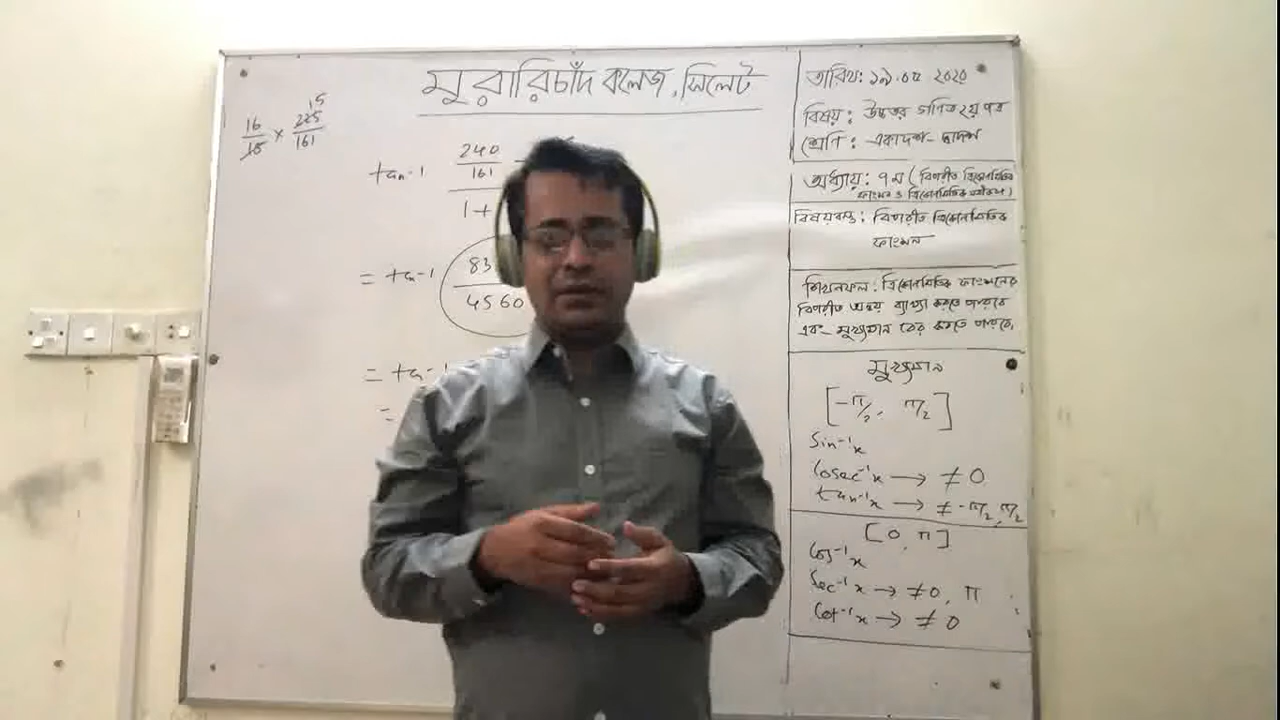 মুরারিচাঁদ কলেজ, সিলেট
15
16/15 × 225/161
tan-1 240/161
1 +
= tan-1 83
4560
= tan-1
=
তারিখ: ১৯.০৫ ২০২০
বিষয় : উচ্চতর গণিত ২য় পত্র
শ্রেণি : একাদশ - দ্বাদশ
অধ্যায় : ৭ম ( বিপরীত ত্রিকোণমিতিক
ফাংশন ও ত্রিকোণমিতিক সমীকরণ )
বিষয়বস্তু : বিপরীত ত্রিকোণমিতিক
ফাংশন
শিখনফল : ত্রিকোণমিতিক ফাংশনের
বিপরীত অন্বয় ব্যাখ্যা করতে পারবে
এবং মুখ্যমান বের করতে পারবে,
মুখ্যমান
[-π/2, π/2]
Sin⁻¹x
Cosec⁻¹x → ≠ 0
tan⁻¹x → ≠ -π/2, π/2
[0, π]
Cos⁻¹x
Sec⁻¹x → ≠ 0, π
Cot⁻¹x → ≠ 0